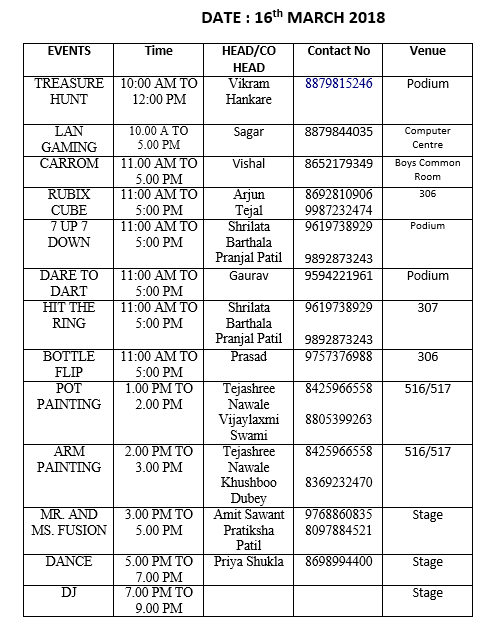 DATE : 16th MARCH 2018
EVENTS Time HEAD/CO HEAD Contact No Venue
TREASURE HUNT 10:00 AM TO 12:00 PM Vikram Hankare 8879815246 Podium
LAN GAMING 10.00 A TO 5.00 PM Sagar 8879844035 Computer Centre
CARROM 11.00 AM TO 5.00 PM Vishal 8652179349 Boys Common Room
RUBIX CUBE 11:00 AM TO 5:00 PM Arjun Tejal 8692810906 9987232474 306
7 UP 7 DOWN 11:00 AM TO 5:00 PM Shrilata Barthala Pranjal Patil 9619738929 9892873243 Podium
DARE TO DART 11:00 AM TO 5:00 PM Gaurav 9594221961 Podium
HIT THE RING 11:00 AM TO 5:00 PM Shrilata Barthala Pranjal Patil 9619738929 9892873243 307
BOTTLE FLIP 11:00 AM TO 5:00 PM Prasad 9757376988 306
POT PAINTING 1.00 PM TO 2.00 PM Tejashree Nawale Vijaylaxmi Swami 8425966558 8805399263 516/517
ARM PAINTING 2.00 PM TO 3.00 PM Tejashree Nawale Khushboo Dubey 8425966558 8369232470 516/517
MR. AND MS. FUSION 3.00 PM TO 5.00 PM Amit Sawant Pratiksha Patil 9768860835 8097884521 Stage
DANCE 5.00 PM TO 7.00 PM Priya Shukla 8698994400 Stage
DJ 7.00 PM TO 9.00 PM Stage